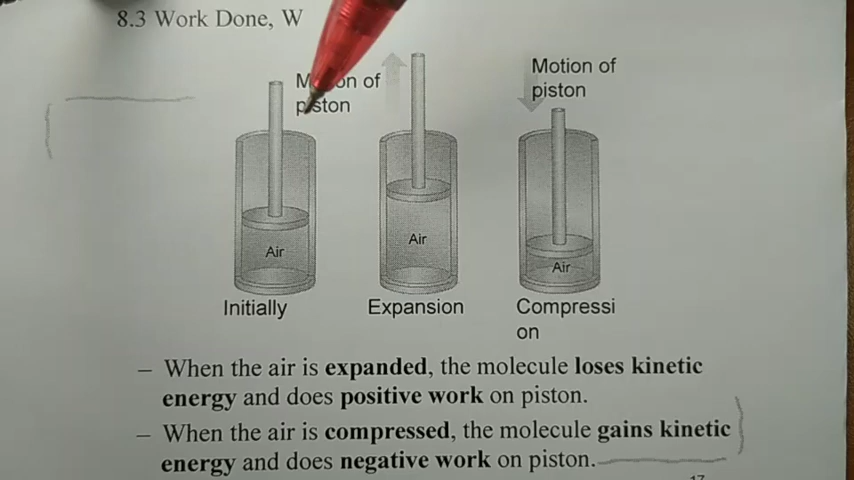 8.3 Work Done, W
Motion of
piston
Motion of
piston
Air
Air
Air
Initially
Expansion
Compressi
on
– When the air is expanded, the molecule loses kinetic
energy and does positive work on piston.
– When the air is compressed, the molecule gains kinetic
energy and does negative work on piston.
17